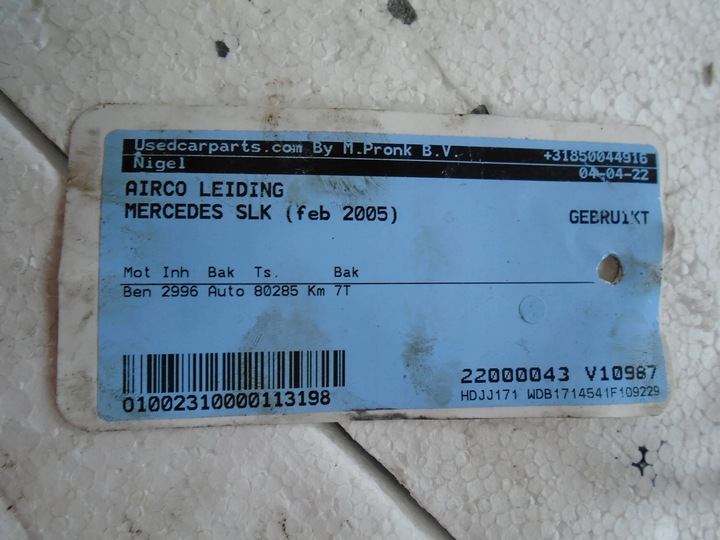 Usedcarparts.com By M.Pronk B.V. +31850044916
Nigel 04-04-22
AIRCO LEIDING
MERCEDES SLK (feb 2005) GEBRUIKT
Mot Inh Bak Ts. Bak
Ben 2996 Auto 80285 Km 7T
01002310000113198
22000043 V10987
HDJJ171 WDB1714541F109229